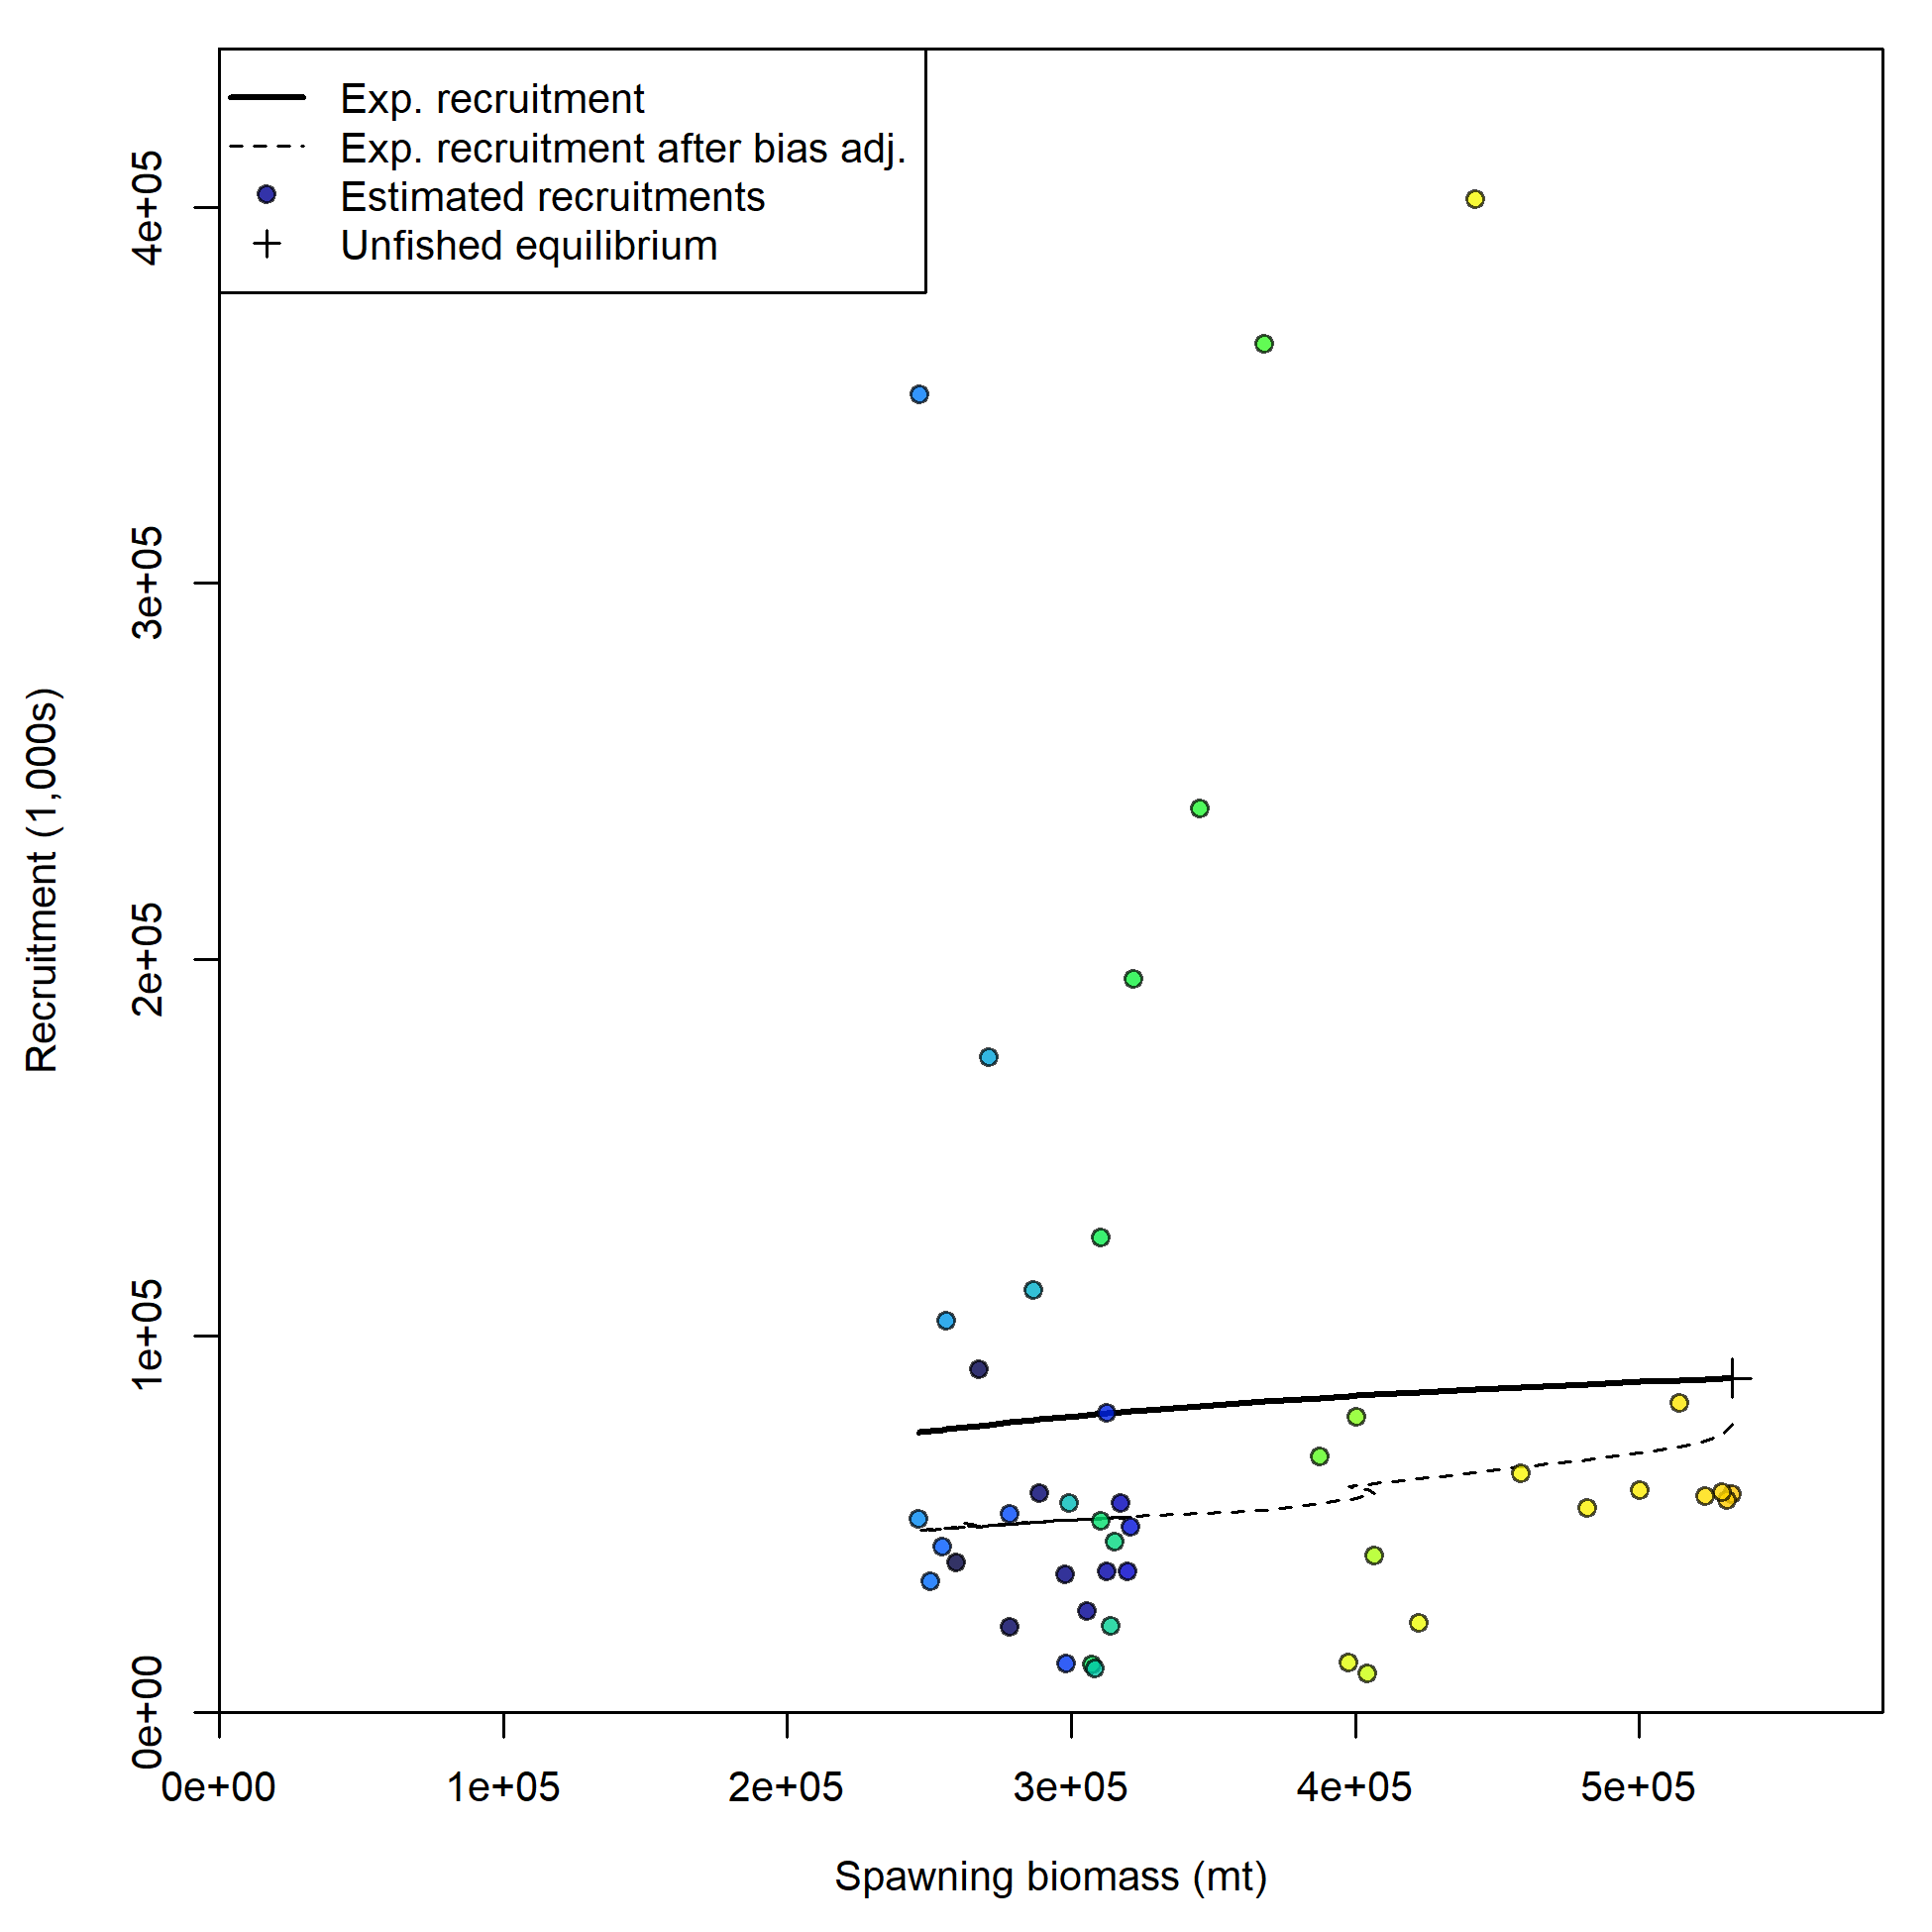 Exp. recruitment
Exp. recruitment after bias adj.
Estimated recruitments
Unfished equilibrium
Recruitment (1,000s)
4e+05
3e+05
2e+05
1e+05
0e+00
0e+00 1e+05 2e+05 3e+05 4e+05 5e+05
Spawning biomass (mt)